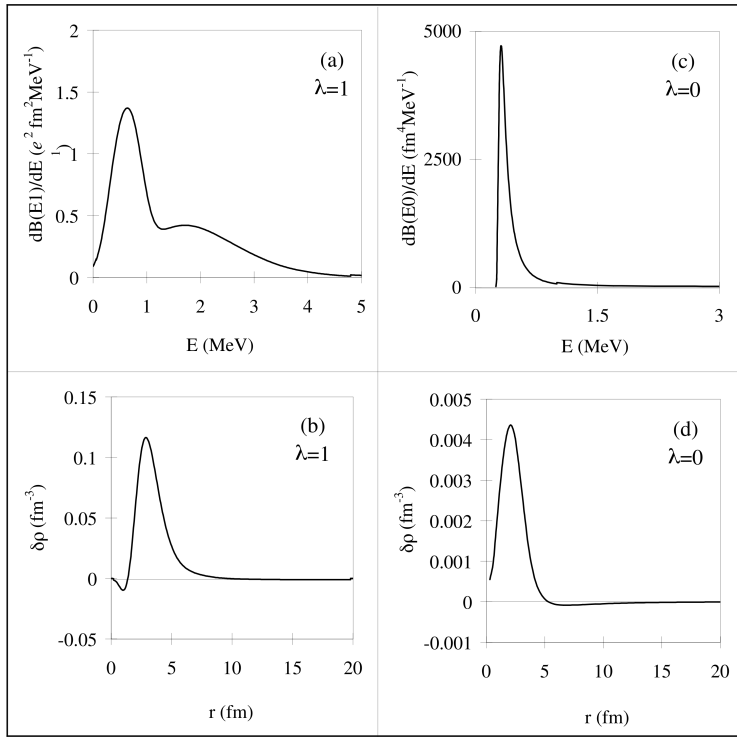 2
1.5
1
0.5
0
dB(E1)/dE (e² fm²MeV⁻¹)
(a)
λ=1
0 1 2 3 4 5
E (MeV)
5000
2500
0
dB(E0)/dE (fm⁴MeV⁻¹)
(c)
λ=0
0 1.5 3
E (MeV)
0.15
0.1
0.05
0
-0.05
δρ (fm⁻³)
(b)
λ=1
0 5 10 15 20
r (fm)
0.005
0.004
0.003
0.002
0.001
0
-0.001
δρ (fm⁻³)
(d)
λ=0
0 5 10 15 20
r (fm)